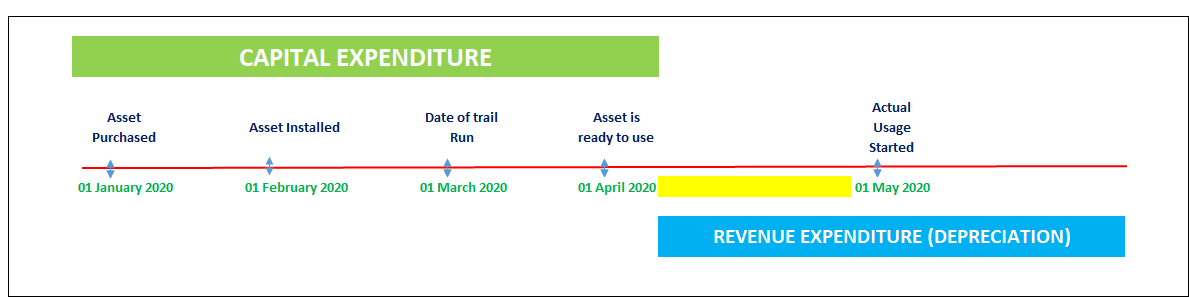 CAPITAL EXPENDITURE
Asset
Purchased
Asset Installed
Date of trail
Run
Asset is
ready to use
Actual
Usage
Started
01 January 2020
01 February 2020
01 March 2020
01 April 2020
01 May 2020
REVENUE EXPENDITURE (DEPRECIATION)